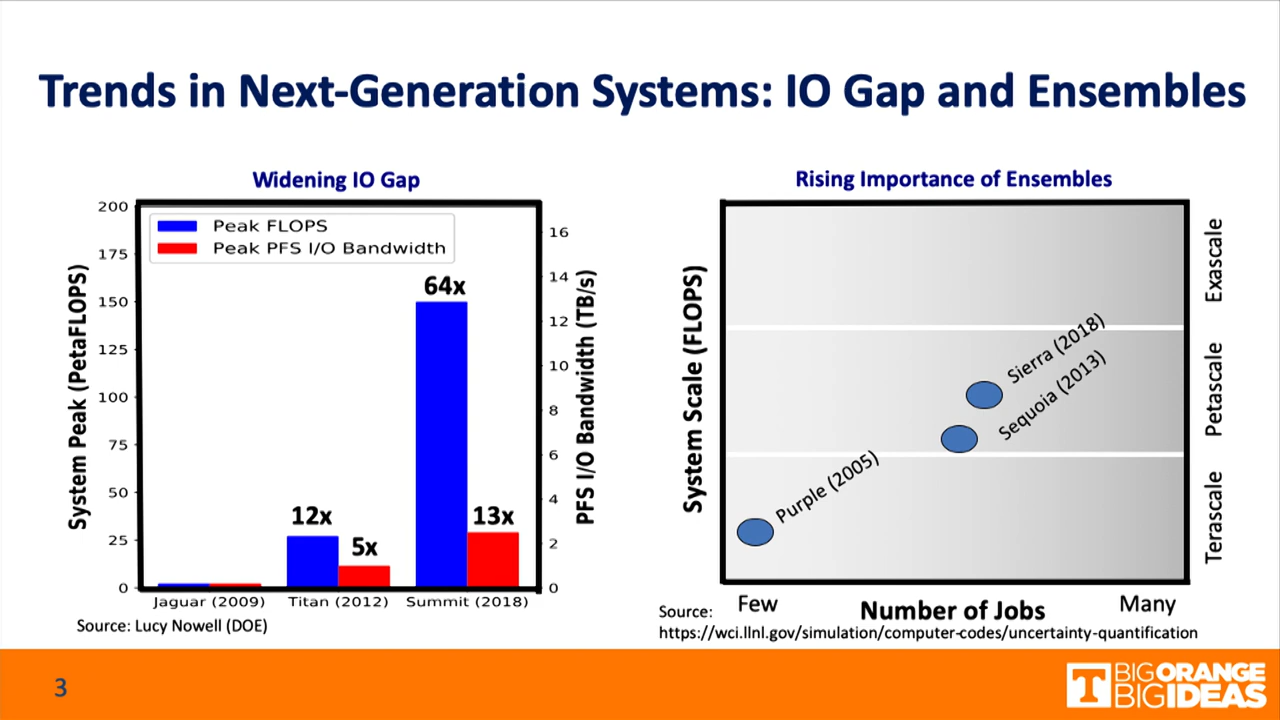 Trends in Next-Generation Systems: IO Gap and Ensembles
Widening IO Gap
200
175
150
125
100
75
50
25
0
System Peak (PetaFLOPS)
Peak FLOPS
Peak PFS I/O Bandwidth
12x
5x
64x
13x
16
14
12
10
8
6
4
2
0
PFS I/O Bandwidth (TB/s)
Jaguar (2009)
Titan (2012)
Summit (2018)
Source: Lucy Nowell (DOE)
Rising Importance of Ensembles
System Scale (FLOPS)
Sierra (2018)
Sequoia (2013)
Purple (2005)
Exascale
Petascale
Terascale
Few
Number of Jobs
Many
Source:
https://wci.llnl.gov/simulation/computer-codes/uncertainty-quantification
3
T
BIG ORANGE
BIG IDEAS